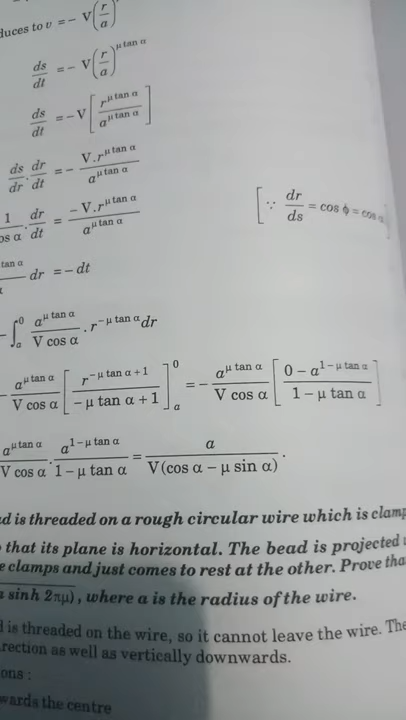 duces to v = – V(r/a)
ds/dt = – V(r/a)^{μ tan α}
ds/dt = – V[r^{μ tan α}/a^{μ tan α}]
ds/dr . dr/dt = – V.r^{μ tan α}/a^{μ tan α}
1/os α . dr/dt = – V.r^{μ tan α}/a^{μ tan α} [∵ dr/ds = cos ϕ = cos α]
tan α dr = – dt
– ∫_a^0 a^{μ tan α}/V cos α . r^{–μ tan α} dr
– a^{μ tan α}/V cos α [r^{–μ tan α + 1}/–μ tan α + 1]_a^0 = – a^{μ tan α}/V cos α [0 – a^{1–μ tan α}/1 – μ tan α]
a^{μ tan α}/V cos α . a^{1–μ tan α}/1 – μ tan α = a/V(cos α – μ sin α).
d is threaded on a rough circular wire which is clamp
that its plane is horizontal. The bead is projected
e clamps and just comes to rest at the other. Prove tha
sinh 2πμ), where a is the radius of the wire.
d is threaded on the wire, so it cannot leave the wire. The
rection as well as vertically downwards.
ons :
wards the centre